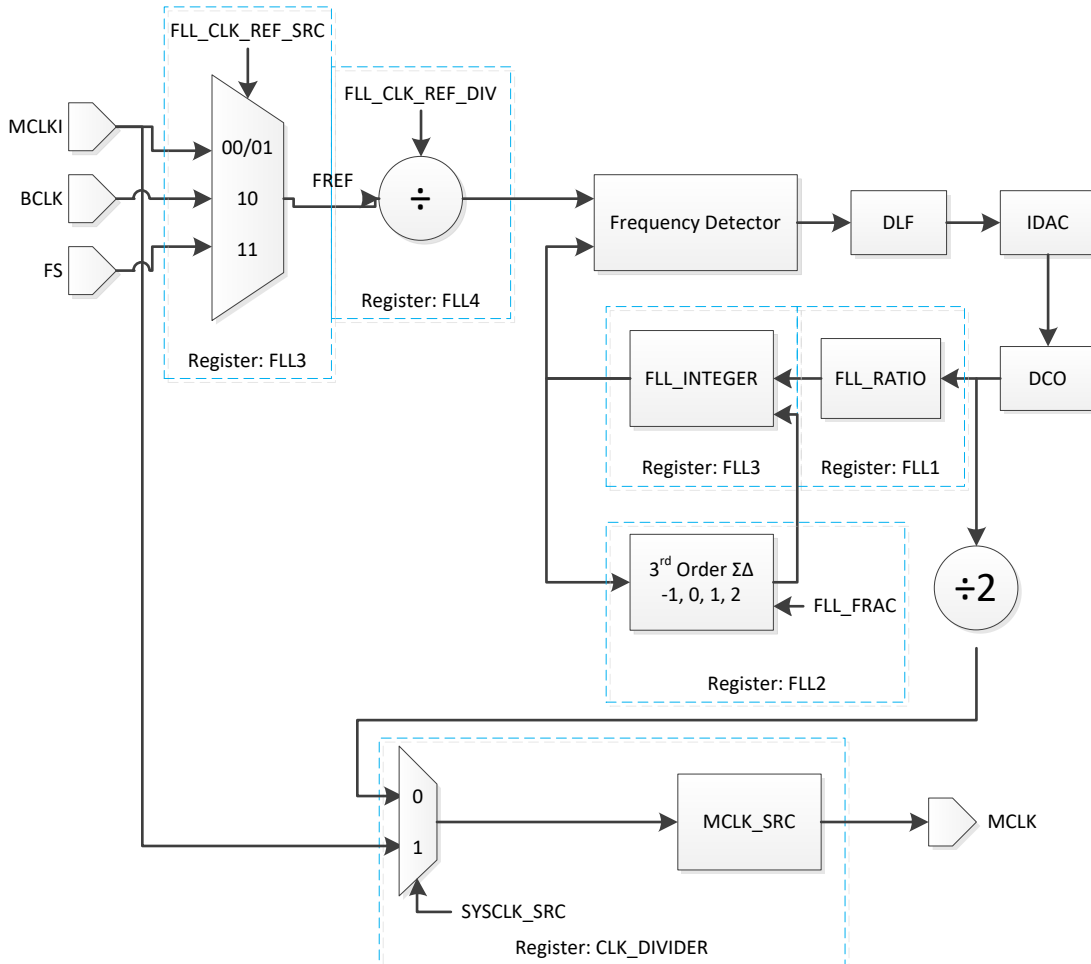 FLL_CLK_REF_SRC
FLL_CLK_REF_DIV
MCLKI
00/01
BCLK
10
FREF
÷
Frequency Detector
DLF
IDAC
FS
11
Register: FLL4
Register: FLL3
FLL_INTEGER
FLL_RATIO
DCO
Register: FLL3
Register: FLL1
3rd Order ΣΔ
-1, 0, 1, 2
÷2
FLL_FRAC
Register: FLL2
0
MCLK_SRC
MCLK
1
SYSCLK_SRC
Register: CLK_DIVIDER